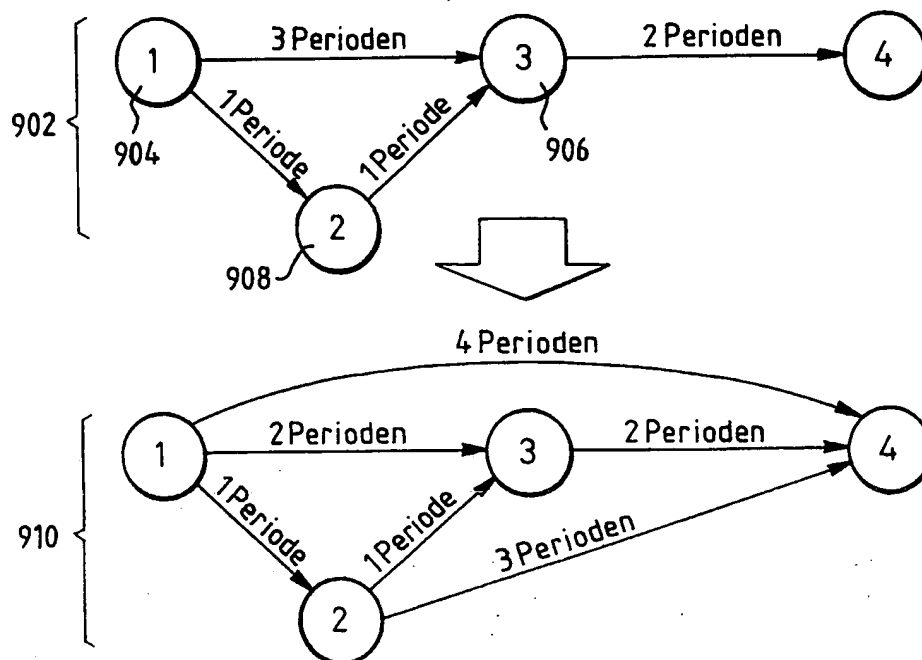 3 Perioden
2 Perioden
1
3
4
1 Periode
1 Periode
902
904
906
2
908
4 Perioden
1
2 Perioden
3
2 Perioden
4
1 Periode
1 Periode
3 Perioden
910
2